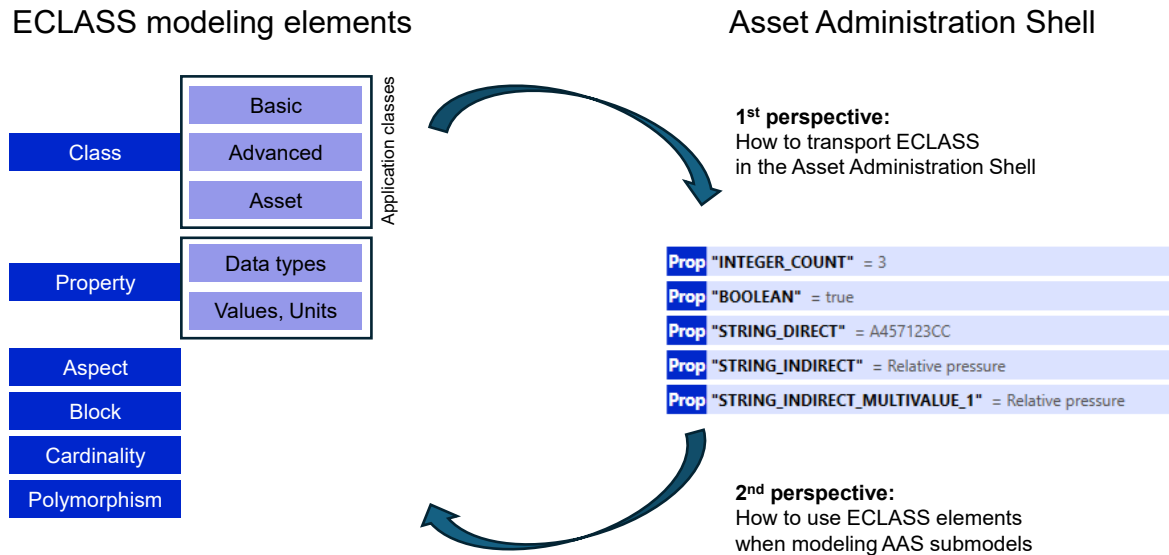 ECLASS modeling elements
Asset Administration Shell
Class
Basic
Advanced
Asset
Application classes
Property
Data types
Values, Units
Aspect
Block
Cardinality
Polymorphism
1st perspective:
How to transport ECLASS
in the Asset Administration Shell
Prop "INTEGER_COUNT" = 3
Prop "BOOLEAN" = true
Prop "STRING_DIRECT" = A457123CC
Prop "STRING_INDIRECT" = Relative pressure
Prop "STRING_INDIRECT_MULTIVALUE_1" = Relative pressure
2nd perspective:
How to use ECLASS elements
when modeling AAS submodels